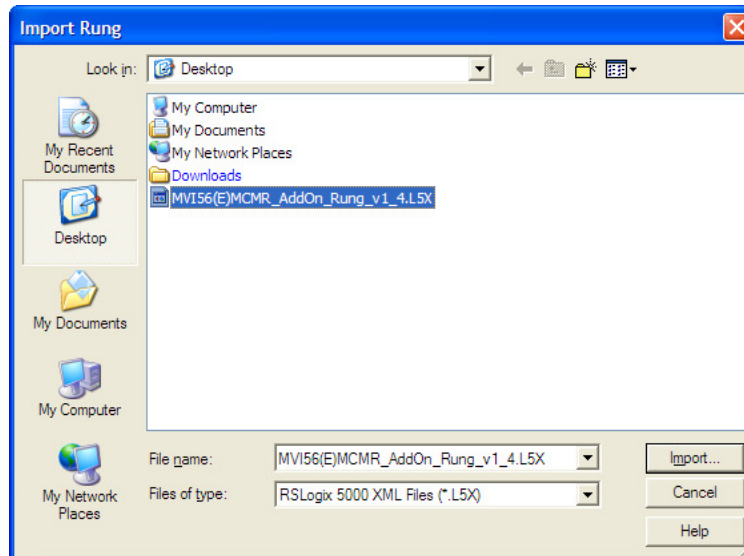 Import Rung
Look in:
Desktop
My Recent
Documents
Desktop
My Documents
My Computer
My Network
Places
My Computer
My Documents
My Network Places
Downloads
MVI56(E)MCMR_AddOn_Rung_v1_4.L5X
File name:
MVI56(E)MCMR_AddOn_Rung_v1_4.L5X
Import...
Files of type:
RSLogix 5000 XML Files (*.L5X)
Cancel
Help